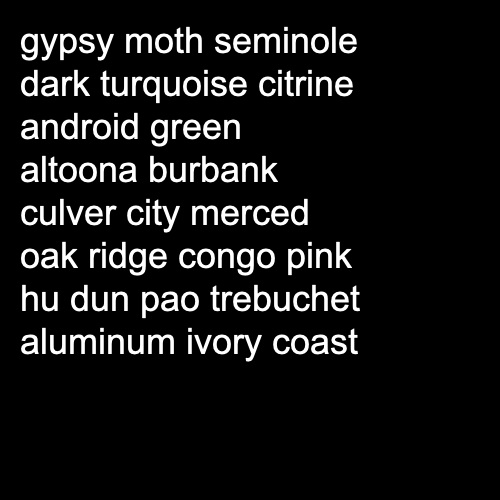 gypsy moth seminole
dark turquoise citrine
android green
altoona burbank
culver city merced
oak ridge congo pink
hu dun pao trebuchet
aluminum ivory coast